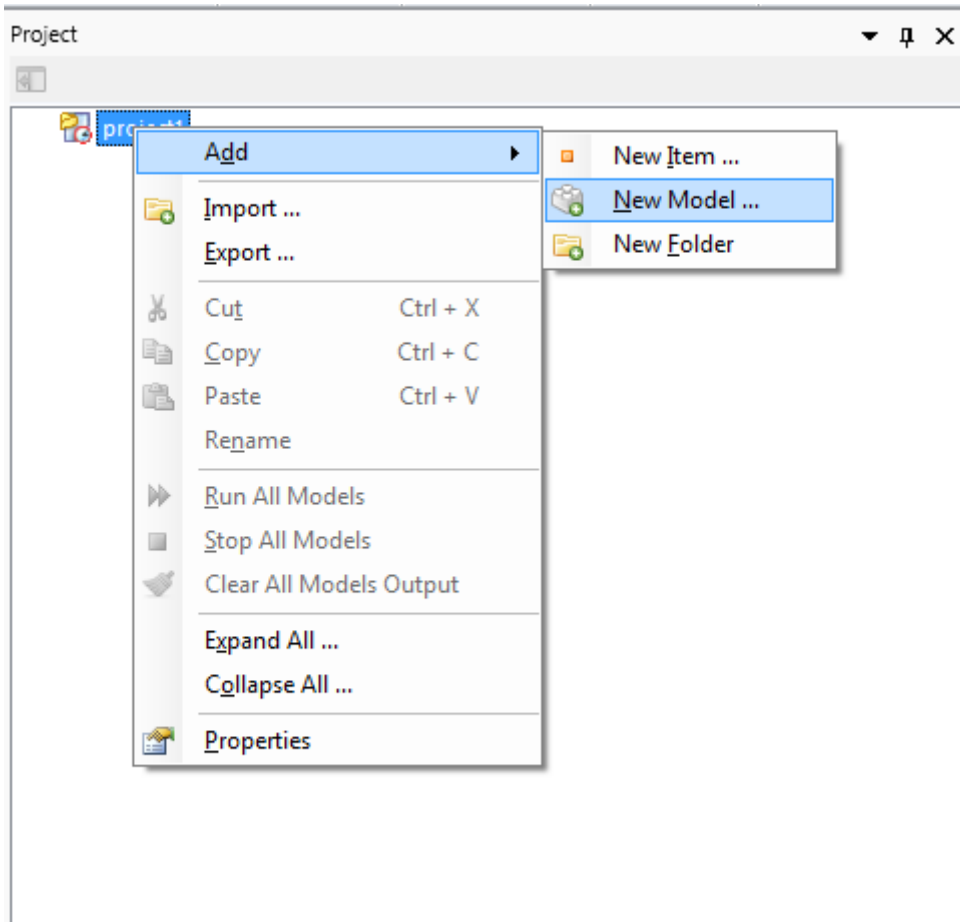 Project
Add
New Item ...
New Model ...
New Folder
Import ...
Export ...
Cut Ctrl + X
Copy Ctrl + C
Paste Ctrl + V
Rename
Run All Models
Stop All Models
Clear All Models Output
Expand All ...
Collapse All ...
Properties